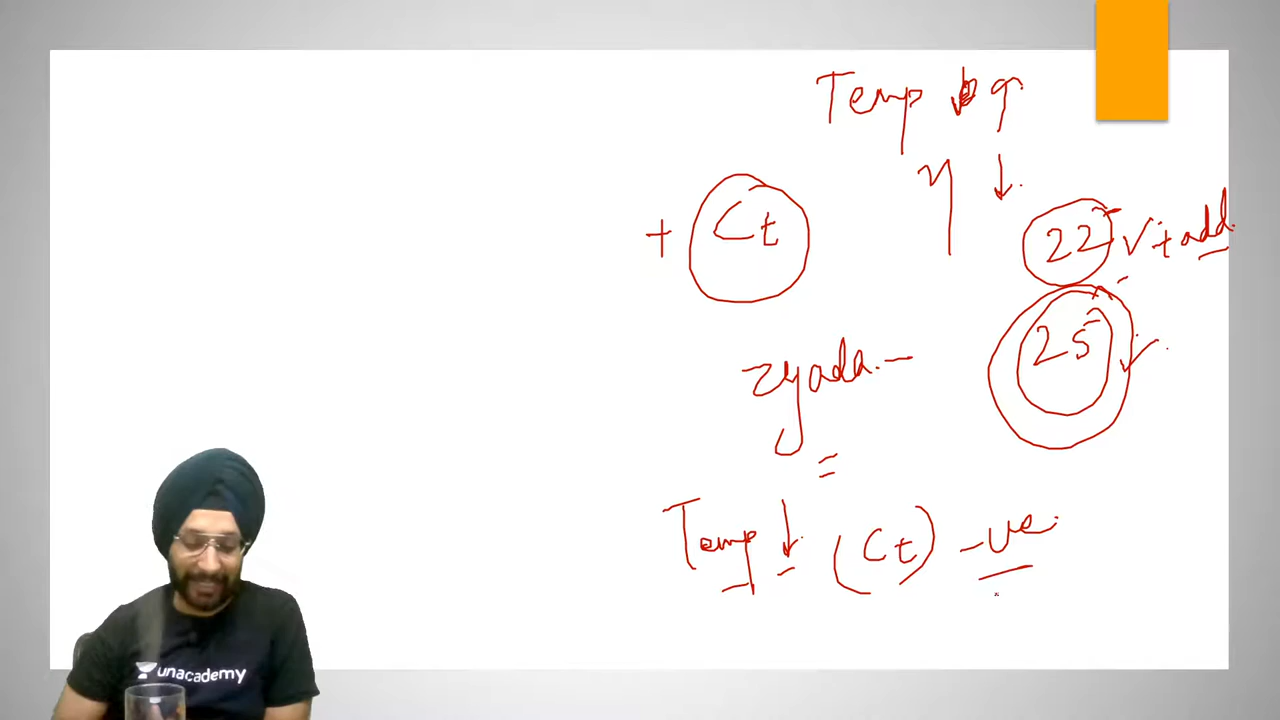 Temp ↑
η ↓
+ Ct
22 ✓ + add
25 ✓
zyada -
=
Temp ↓ (Ct) -ve
unacademy